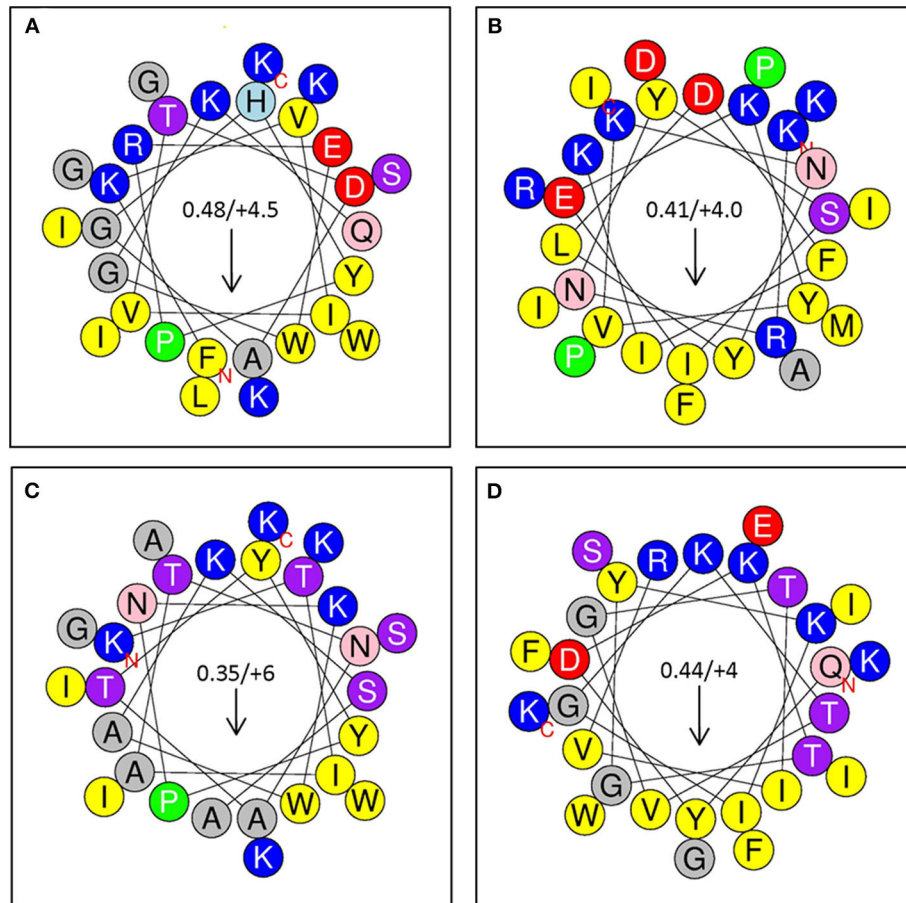 A
K
C
G K
T K H V
R E
G K D S
I G Q
G Y
0.48/+4.5
I V P I W
F A W
N
L K
B
D P
I Y D K K
C K K N
K N
R E S I
L F
0.41/+4.0
I N Y M
P V I I Y R A
F
C
A K C K
T K Y T
N K
G K N S
N
I T S
A Y
0.35/+6
I A P I W
A A W
K
D
E
S Y R K K T
G K I
F D Q K
N
K G T
C
V T I
0.44/+4
W G V Y I I
G F